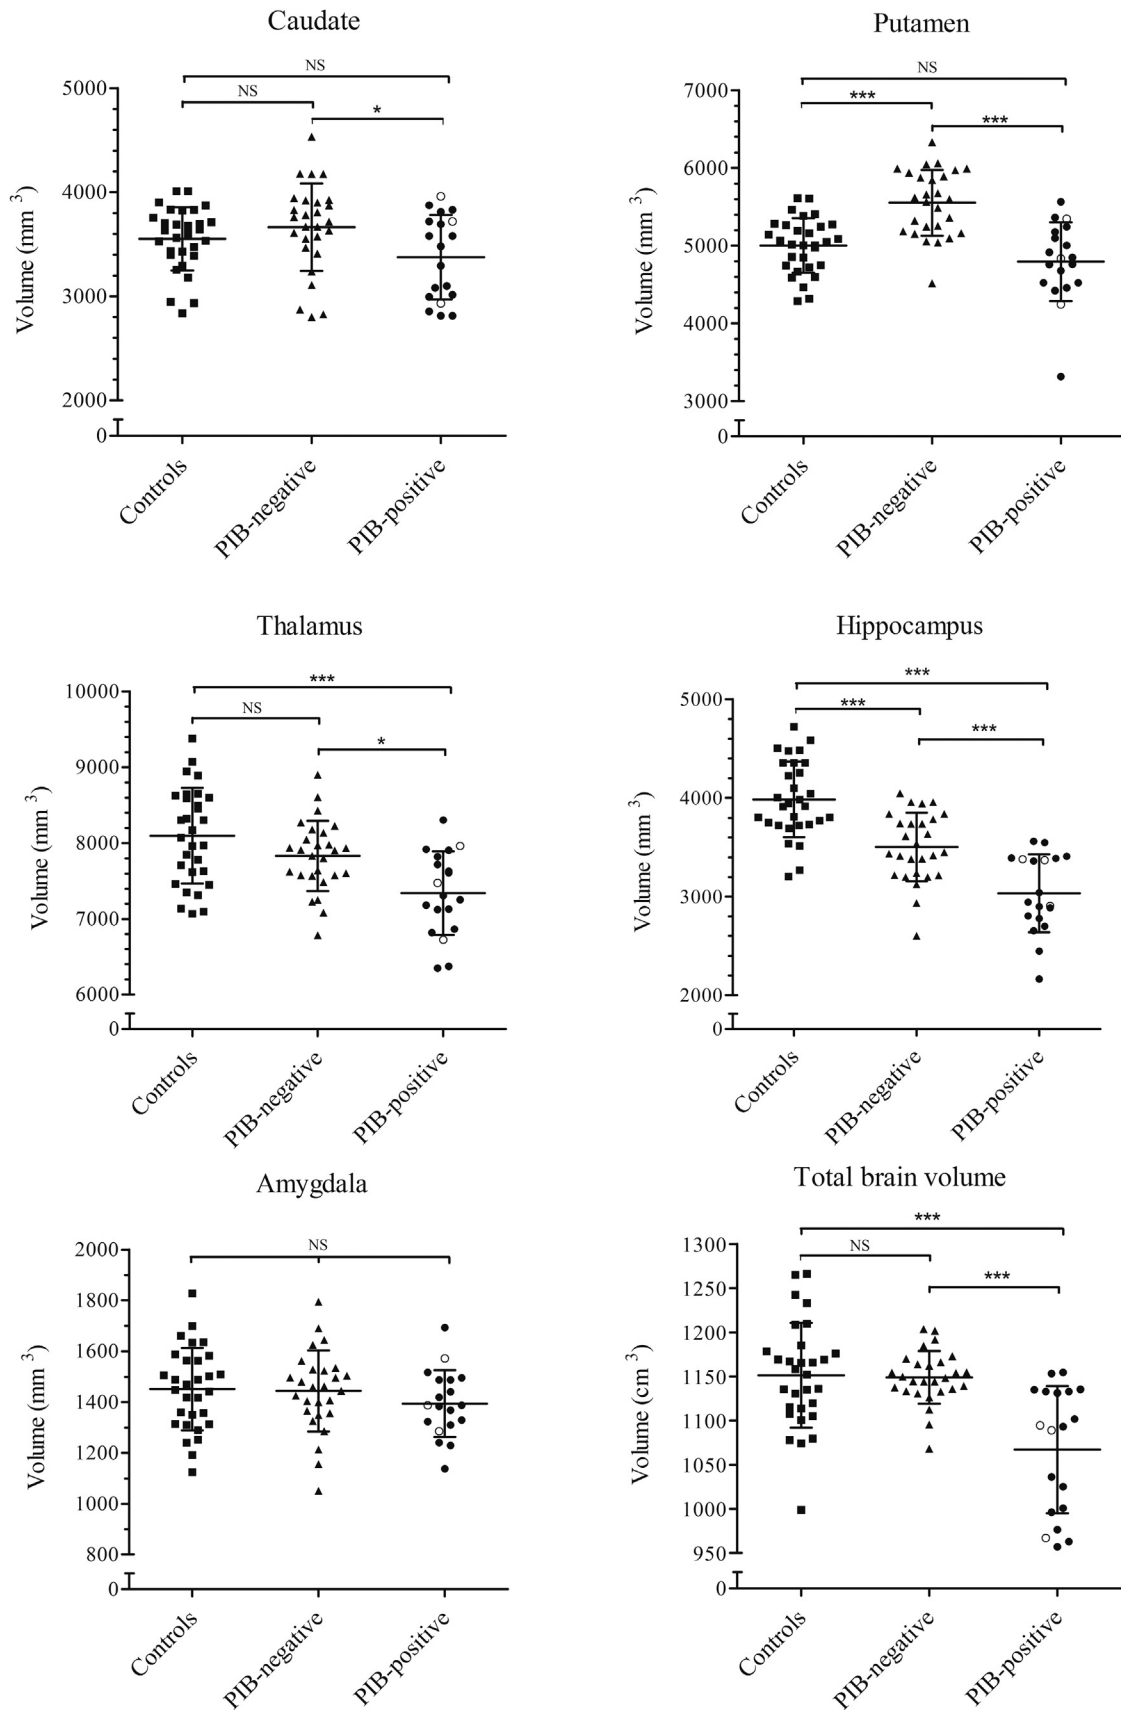 Caudate
NS
NS
*
5000
4000
3000
2000
0
Volume (mm 3)
Controls
PIB-negative
PIB-positive
Putamen
NS
***
***
7000
6000
5000
4000
3000
0
Volume (mm 3)
Controls
PIB-negative
PIB-positive
Thalamus
***
NS
*
10000
9000
8000
7000
6000
0
Volume (mm 3)
Controls
PIB-negative
PIB-positive
Hippocampus
***
***
***
5000
4000
3000
2000
0
Volume (mm 3)
Controls
PIB-negative
PIB-positive
Amygdala
NS
2000
1800
1600
1400
1200
1000
800
0
Volume (mm 3)
Controls
PIB-negative
PIB-positive
Total brain volume
***
NS
***
1300
1250
1200
1150
1100
1050
1000
950
0
Volume (cm 3)
Controls
PIB-negative
PIB-positive